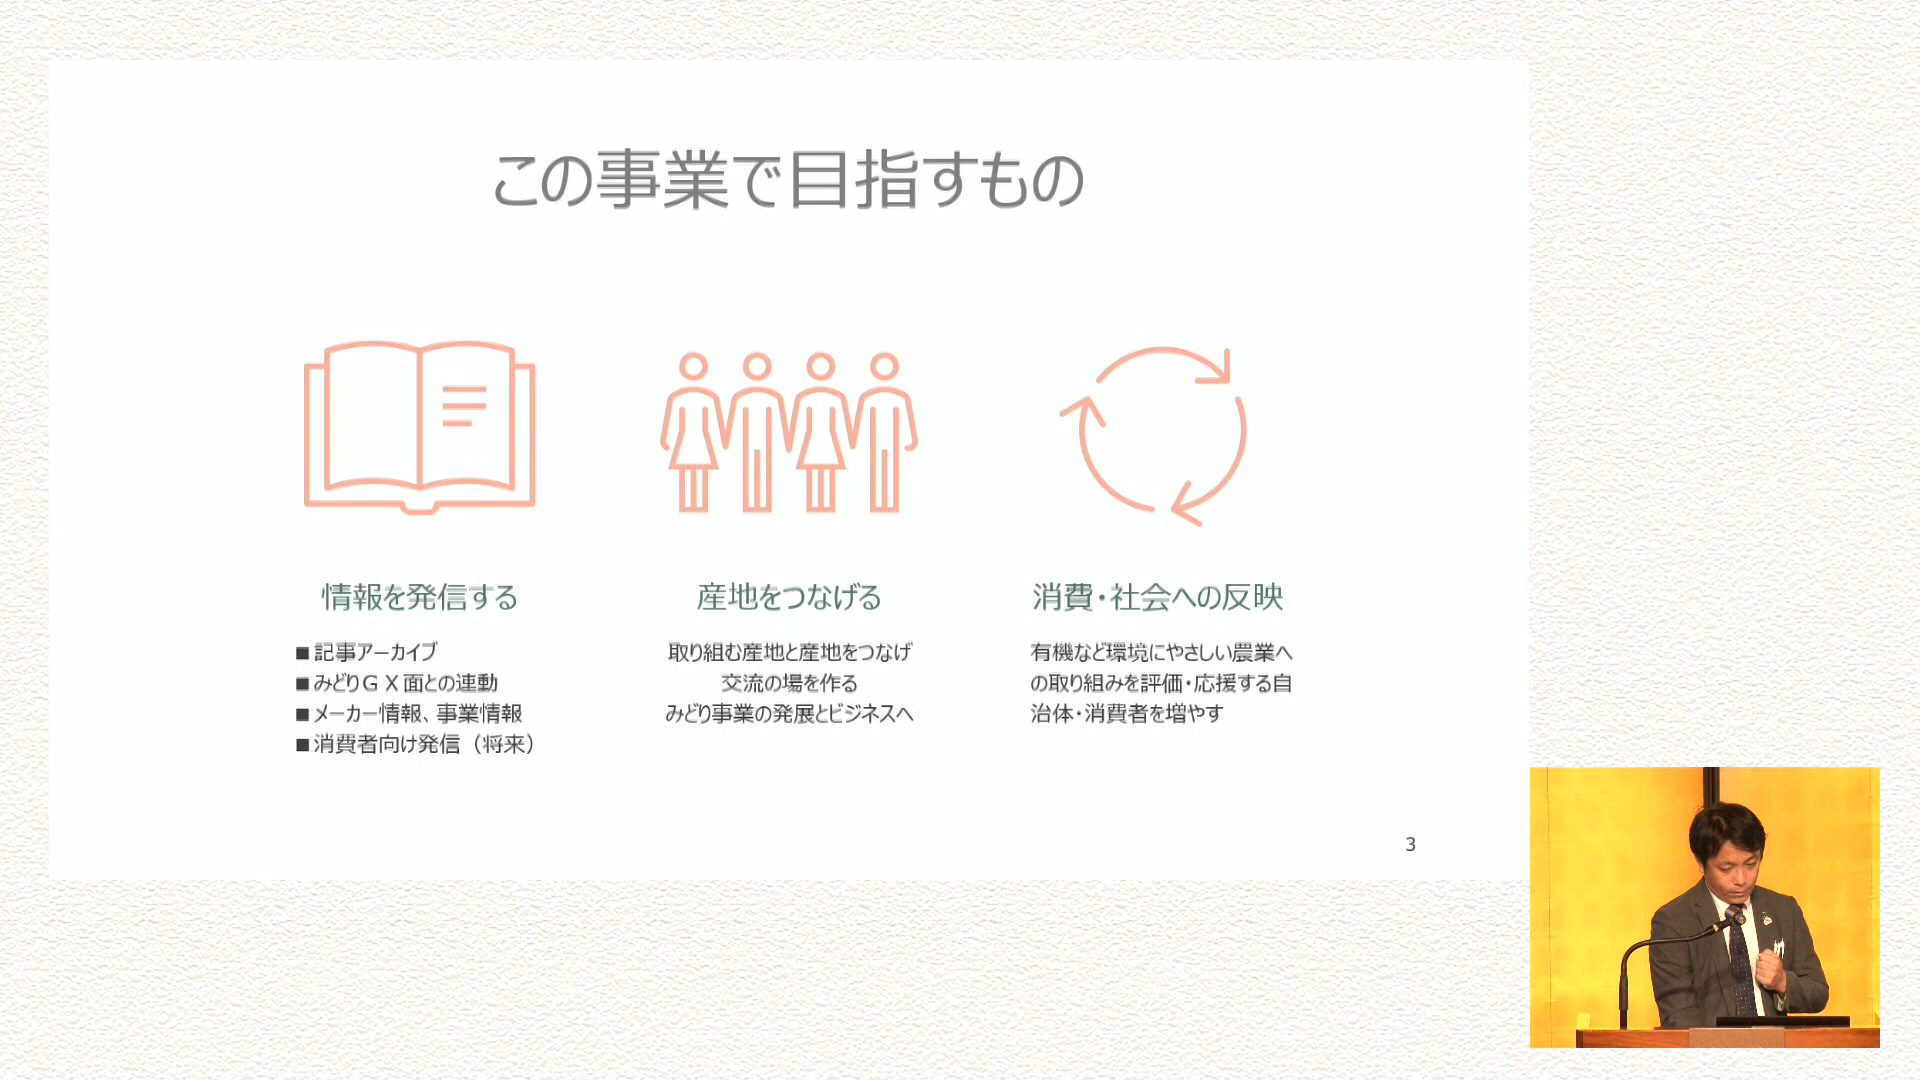 この事業で目指すもの
情報を発信する
■記事アーカイブ
■みどりGX面との連動
■メーカー情報、事業情報
■消費者向け発信（将来）
産地をつなげる
取り組む産地と産地をつなげ
交流の場を作る
みどり事業の発展とビジネスへ
消費・社会への反映
有機など環境にやさしい農業へ
の取り組みを評価・応援する自
治体・消費者を増やす
3